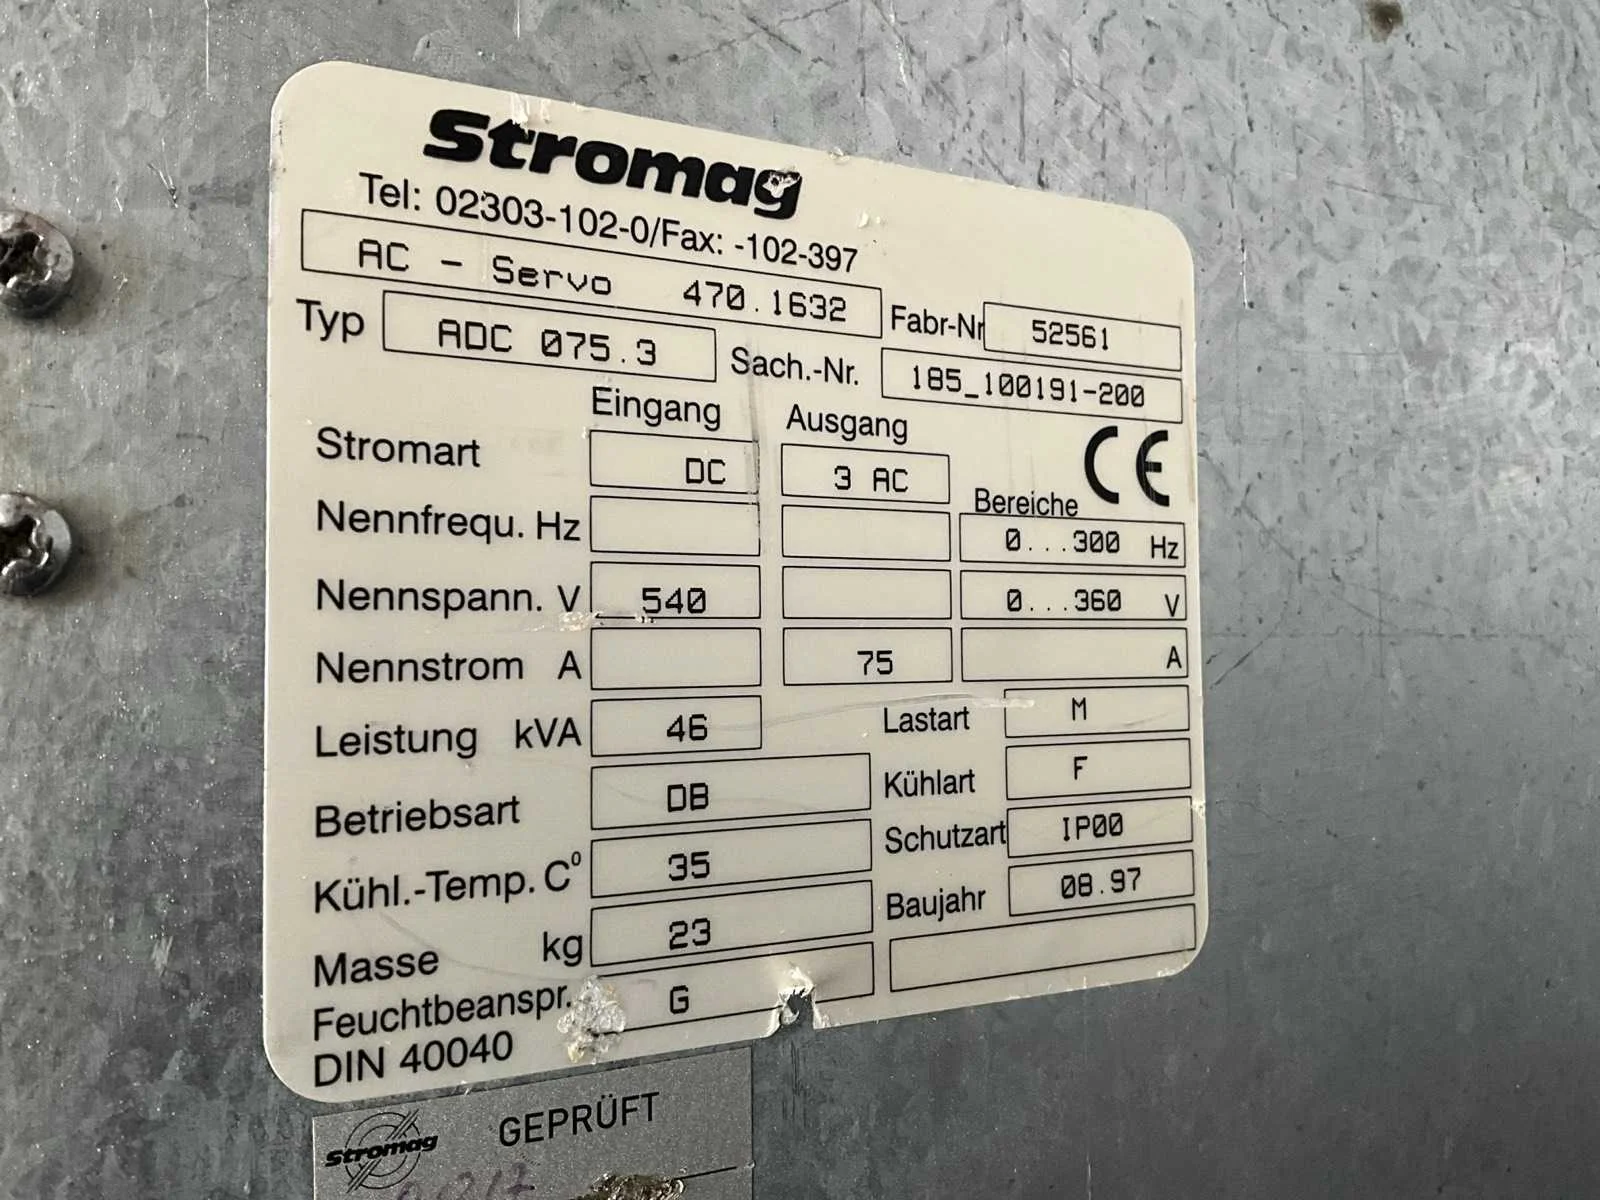 Stromag
Tel: 02303-102-0/Fax: -102-397
AC - Servo 470.1632 Fabr-Nr 52561
Typ ADC 075.3 Sach.-Nr. 185_100191-200
Eingang Ausgang
Stromart DC 3 AC CE
Bereiche
Nennfrequ. Hz 0...300 Hz
Nennspann. V 540 0...360 V
Nennstrom A 75 A
Leistung kVA 46 Lastart M
Betriebsart DB Kühlart F
Kühl.-Temp. C° 35 Schutzart IP00
Masse kg 23 Baujahr 08.97
Feuchtbeanspr. G
DIN 40040
Stromag GEPRÜFT